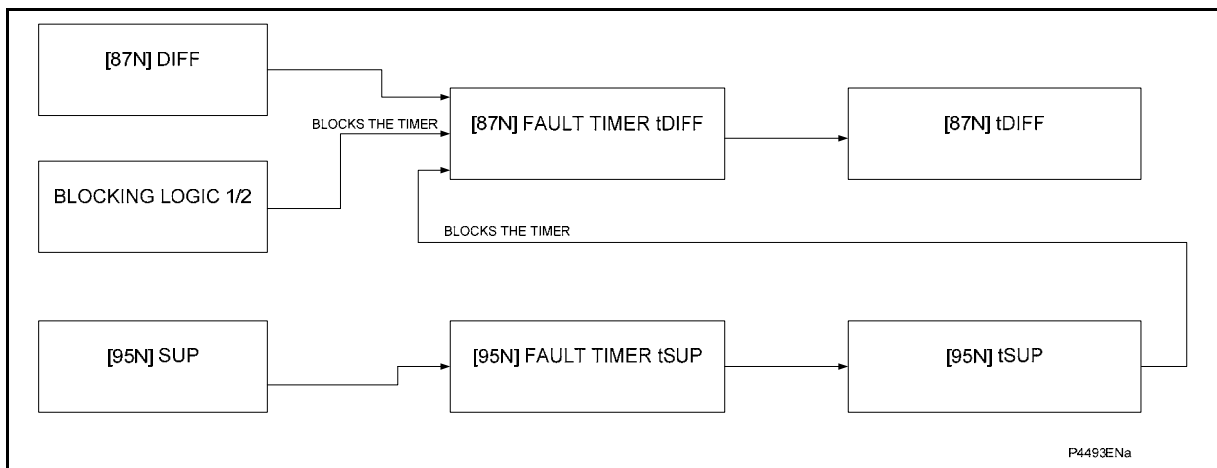 [87N] DIFF
BLOCKS THE TIMER
[87N] FAULT TIMER tDIFF
[87N] tDIFF
BLOCKING LOGIC 1/2
BLOCKS THE TIMER
[95N] SUP
[95N] FAULT TIMER tSUP
[95N] tSUP
P4493ENa